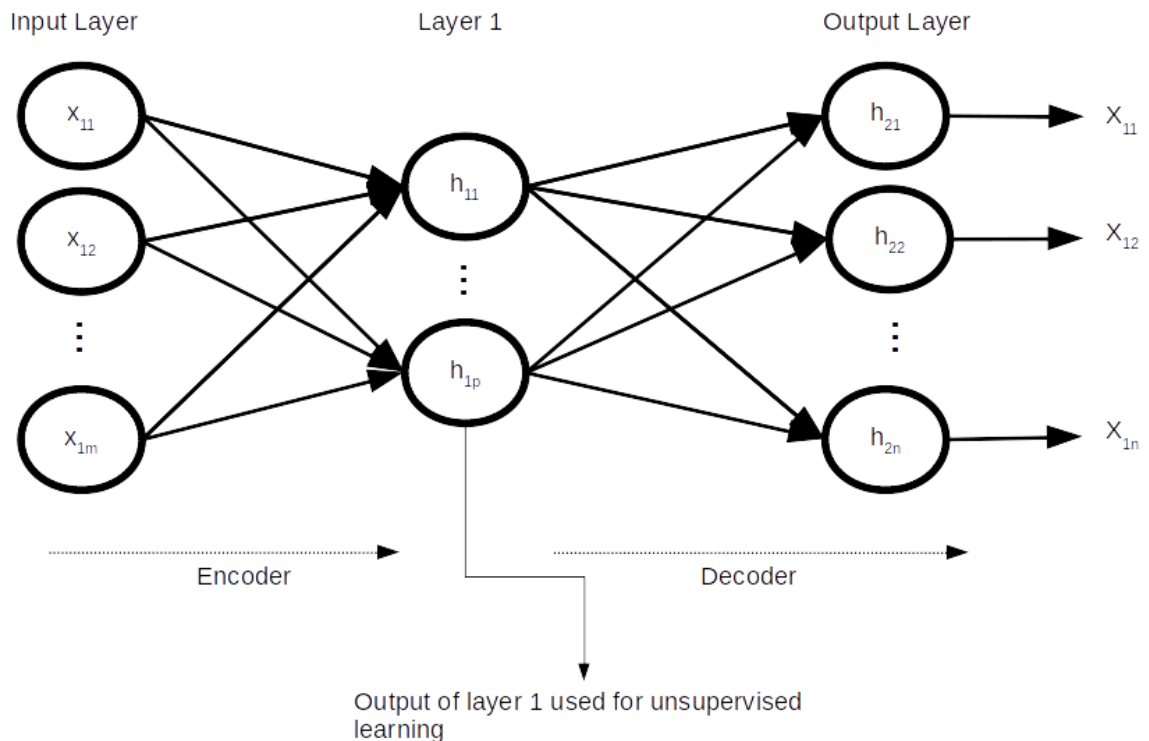 Input Layer
Layer 1
Output Layer
x₁₁
h₂₁
X₁₁
h₁₁
x₁₂
h₂₂
X₁₂
⋮
⋮
⋮
h₁ₚ
x₁ₘ
h₂ₙ
X₁ₙ
Encoder
Decoder
Output of layer 1 used for unsupervised
learning